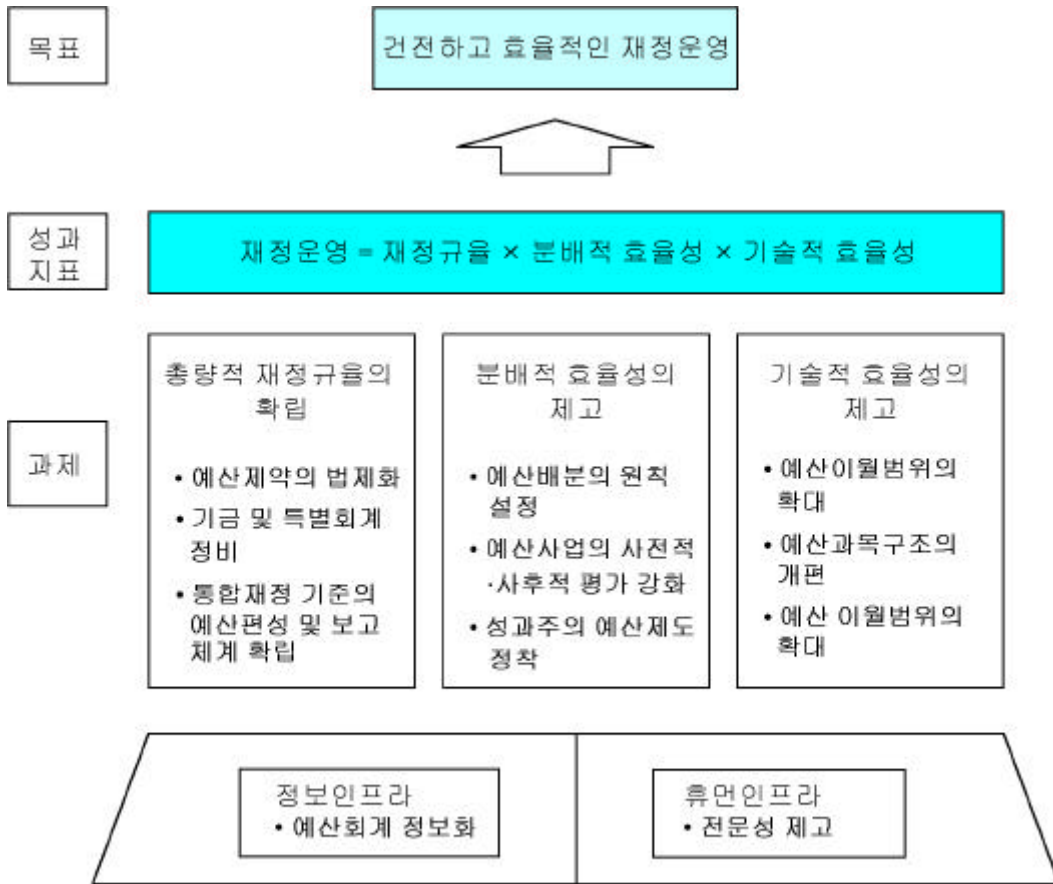 목표
건전하고 효율적인 재정운영
성과
지표
재정운영 = 재정규율 × 분배적 효율성 × 기술적 효율성
과제
총량적 재정규율의
확립
• 예산제약의 법제화
• 기금 및 특별회계
정비
• 통합재정 기준의
예산편성 및 보고
체계 확립
분배적 효율성의
제고
• 예산배분의 원칙
설정
• 예산사업의 사전적
·사후적 평가 강화
• 성과주의 예산제도
정착
기술적 효율성의
제고
• 예산이월범위의
확대
• 예산과목구조의
개편
• 예산 이월범위의
확대
정보인프라
• 예산회계 정보화
휴먼인프라
• 전문성 제고